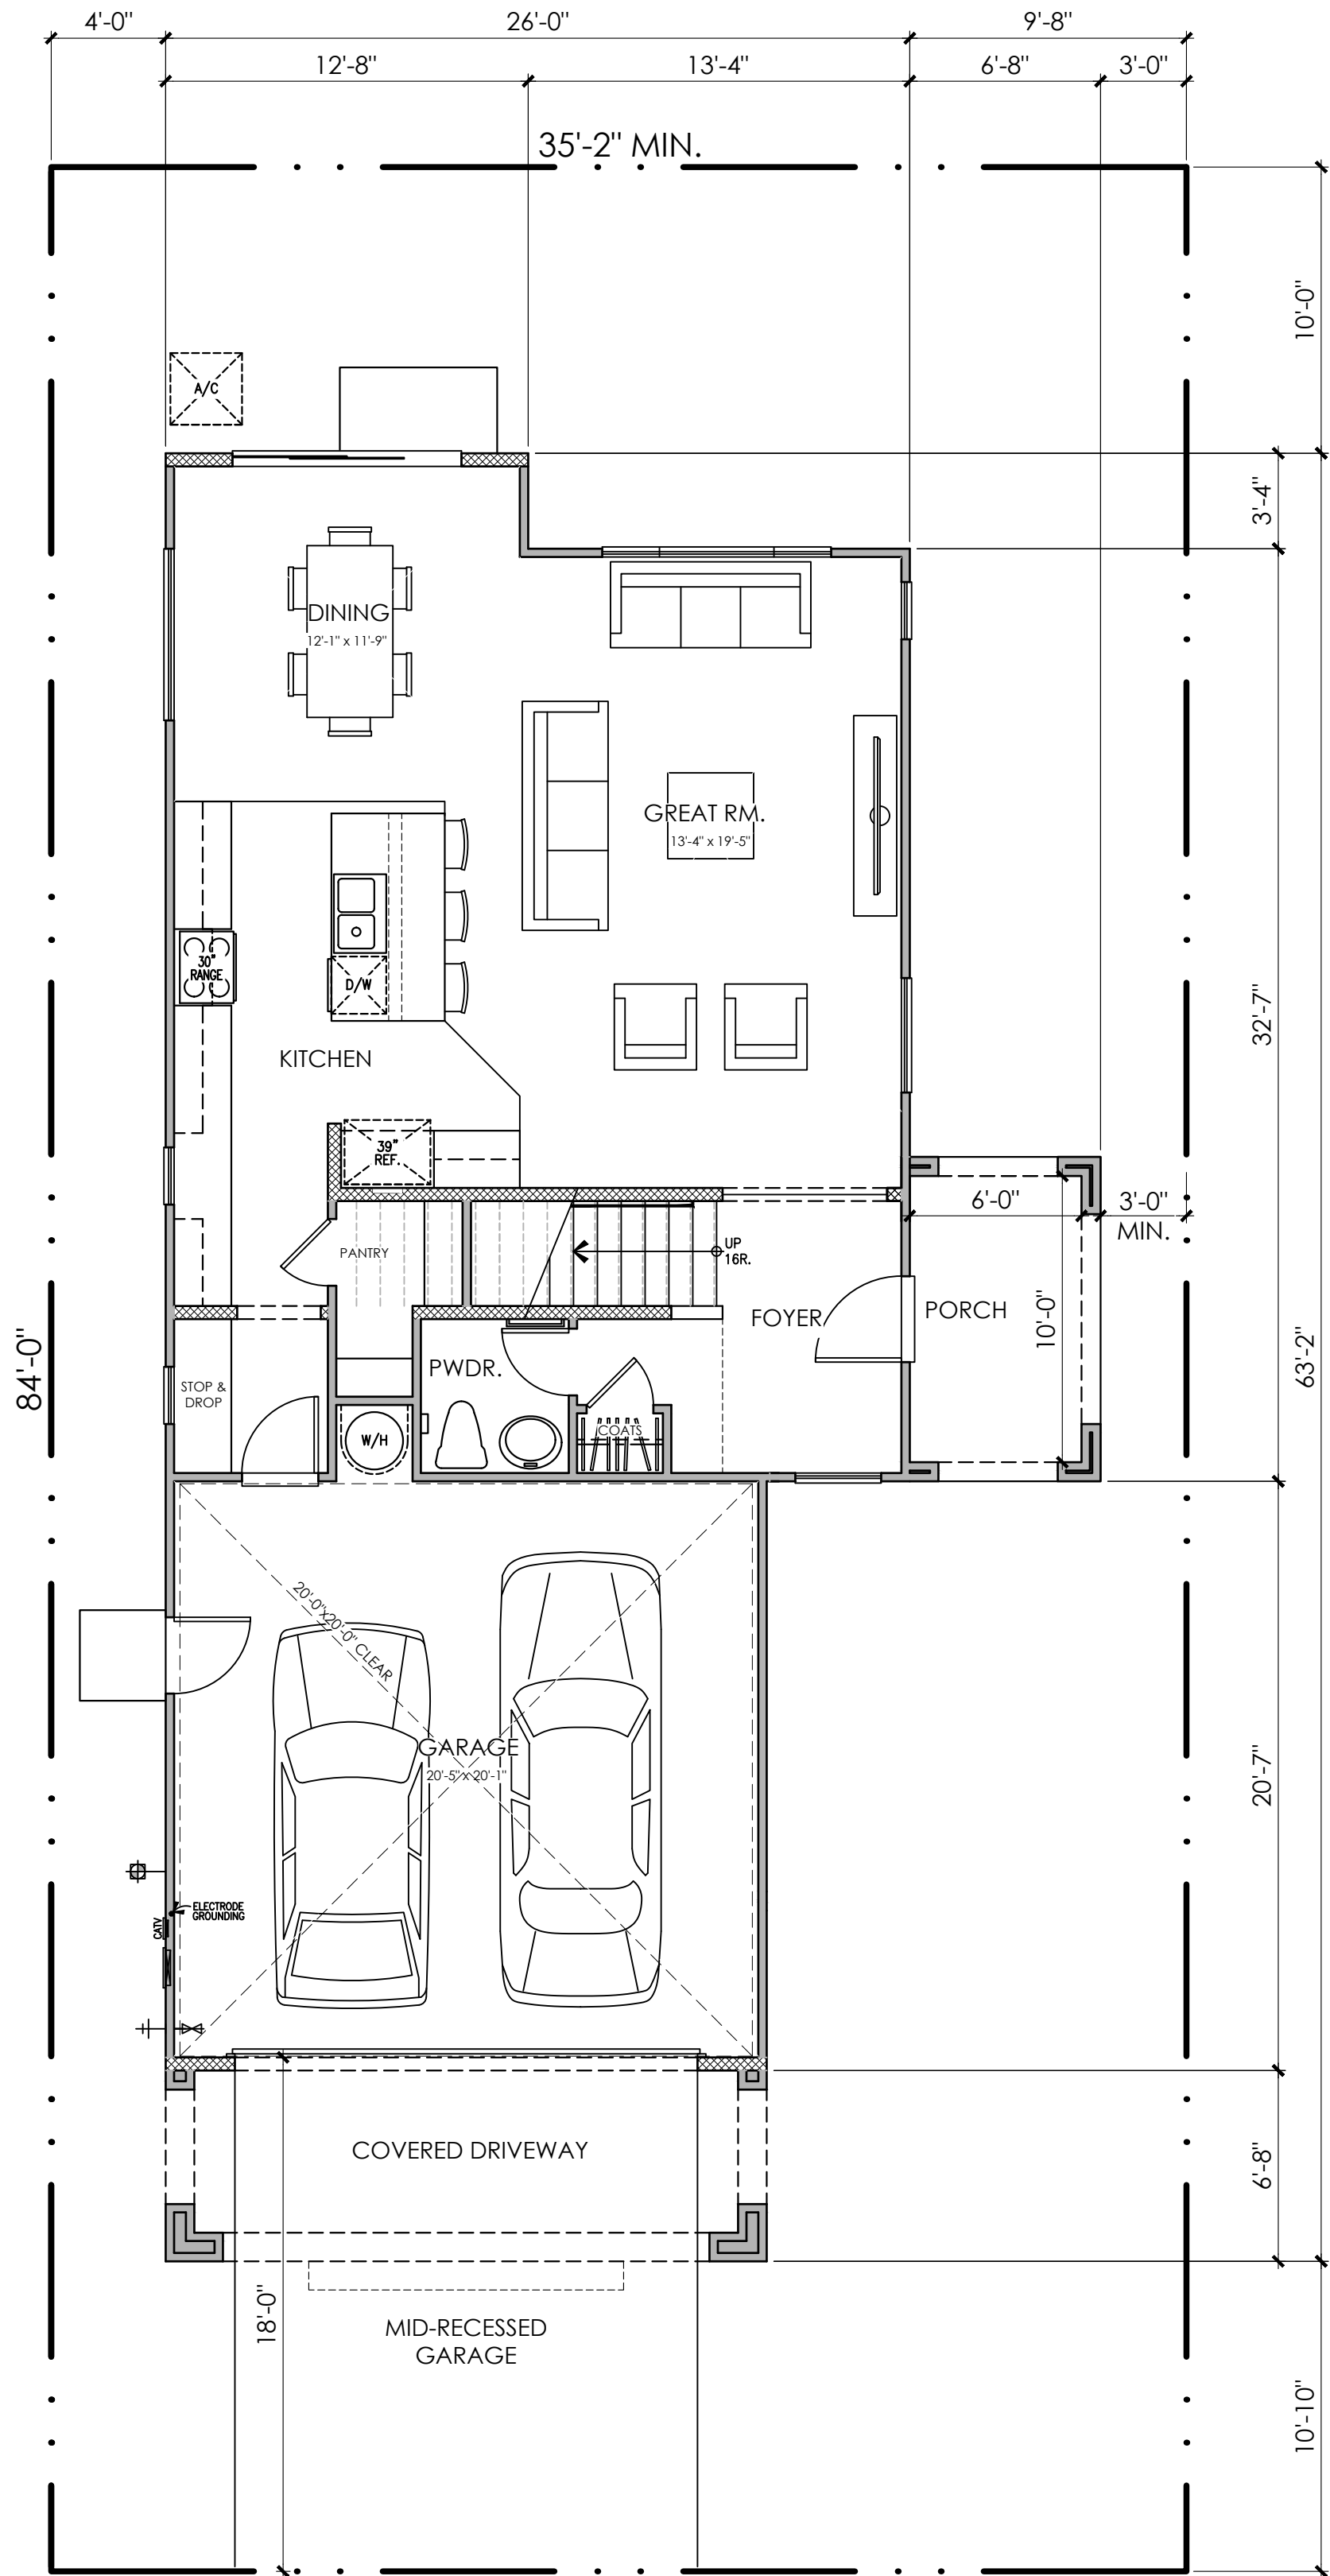 4'-0"
26'-0"
9'-8"
12'-8"
13'-4"
6'-8"
3'-0"
35'-2" MIN.
10'-0"
A/C
3'-4"
DINING
12'-1" x 11'-9"
GREAT RM.
13'-4" x 19'-5"
30"
RANGE
D/W
KITCHEN
32'-7"
39"
REF.
6'-0"
3'-0"
MIN.
PANTRY
UP
16R.
FOYER
PORCH
10'-0"
84'-0"
63'-2"
PWDR.
STOP &
DROP
W/H
COATS
20'-0"x20'-0" CLEAR
GARAGE
20'-5" x 20'-1"
20'-7"
ELECTRODE
GROUNDING
CATV
COVERED DRIVEWAY
6'-8"
18'-0"
MID-RECESSED
GARAGE
10'-10"